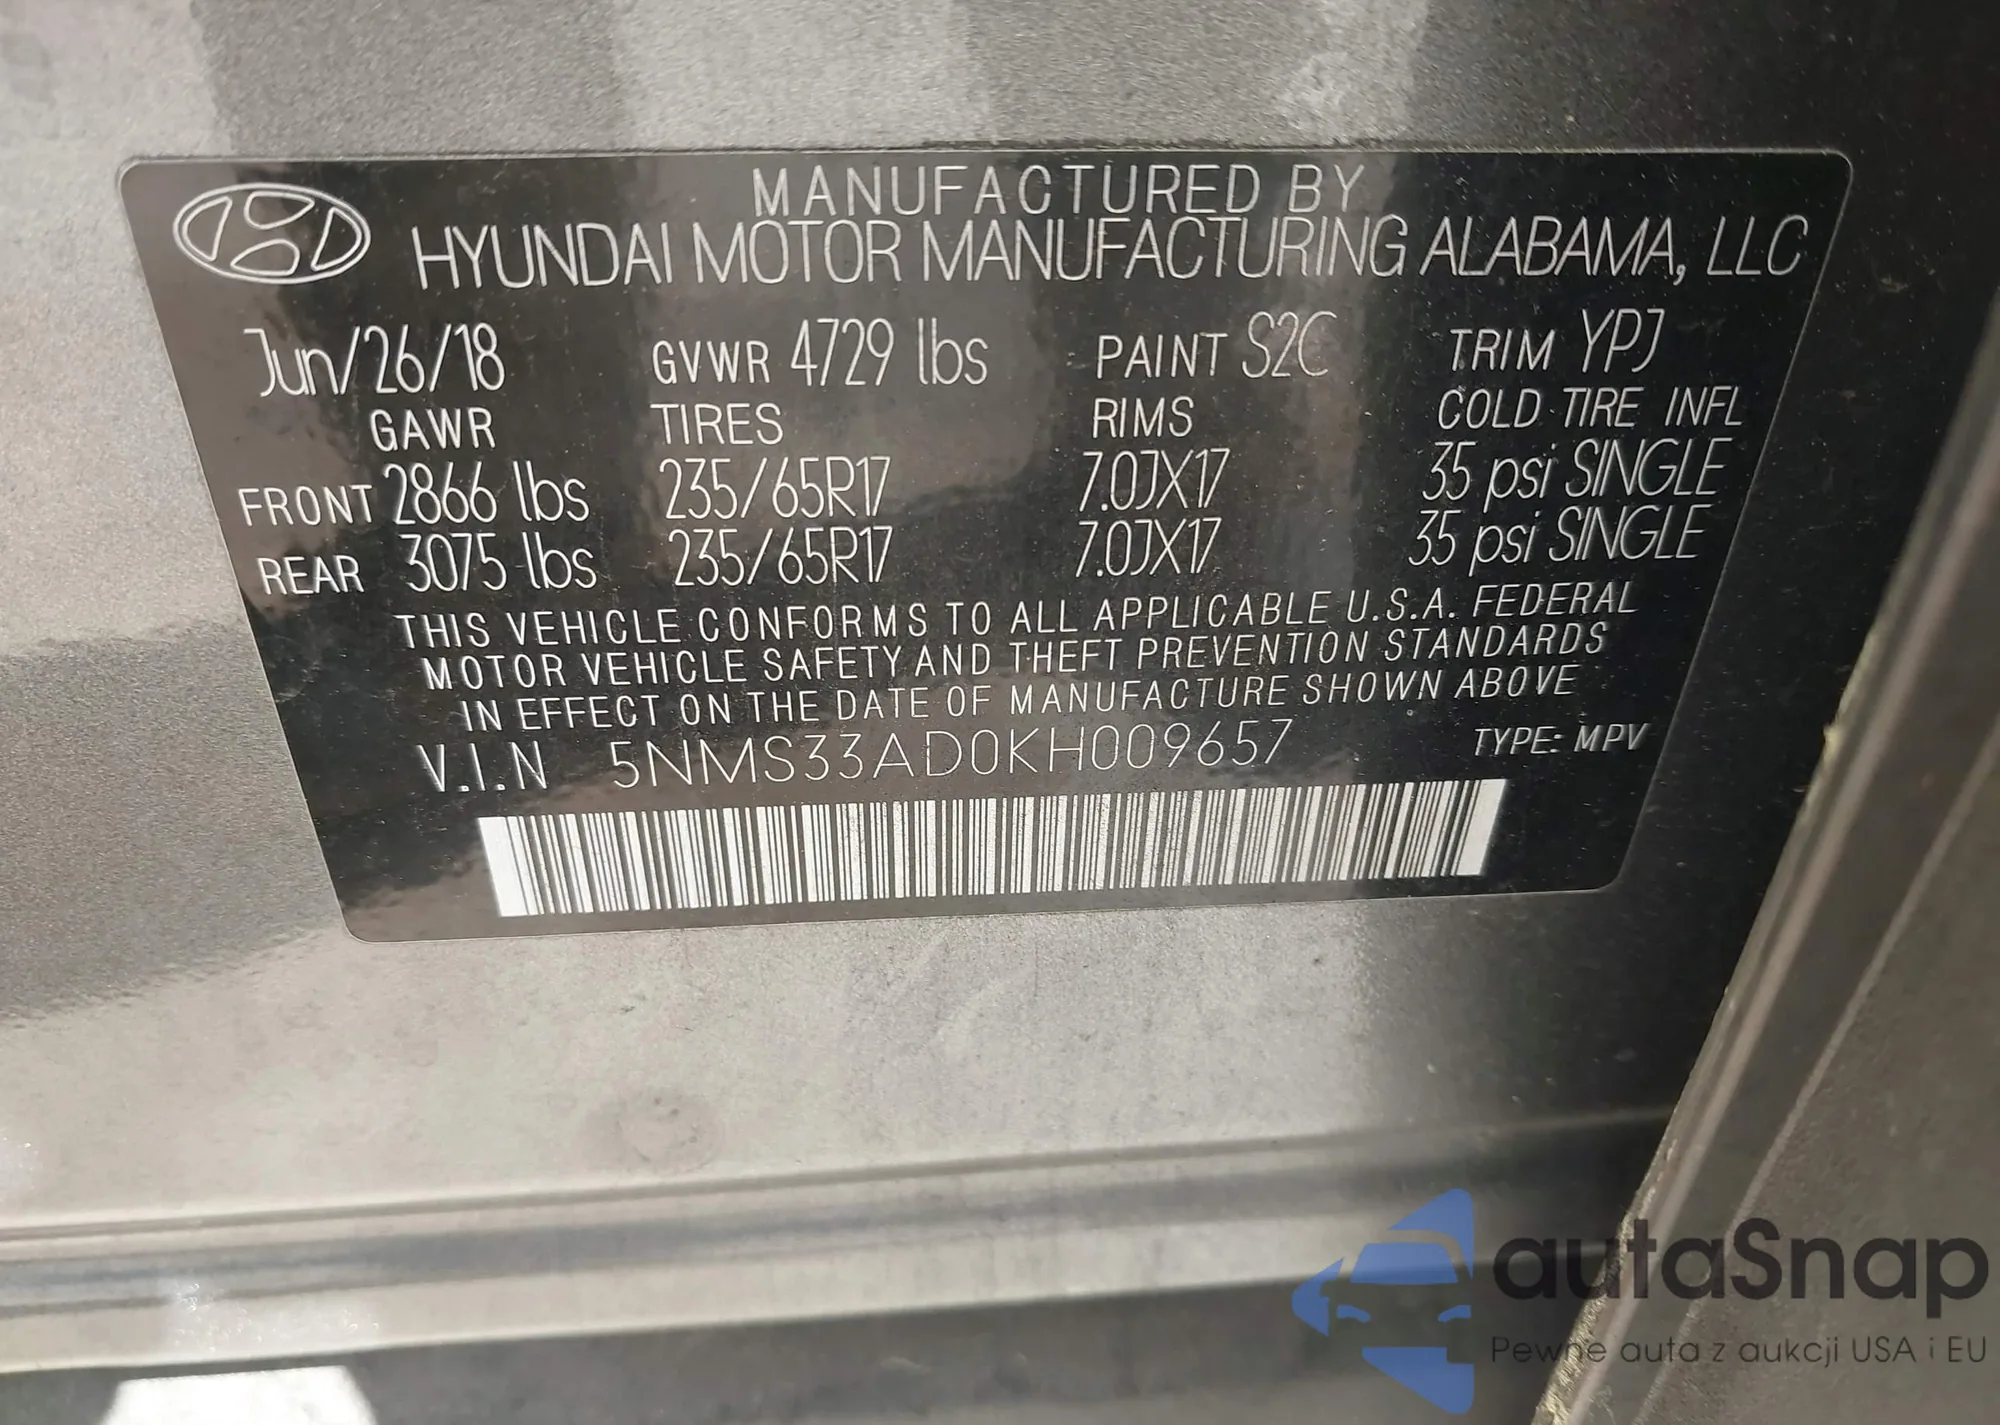 MANUFACTURED BY
HYUNDAI MOTOR MANUFACTURING ALABAMA, LLC
Jun/26/18 GVWR 4729 lbs PAINT S2C TRIM YPJ
GAWR TIRES RIMS COLD TIRE INFL
FRONT 2866 lbs 235/65R17 7.0JX17 35 psi SINGLE
REAR 3075 lbs 235/65R17 7.0JX17 35 psi SINGLE
THIS VEHICLE CONFORMS TO ALL APPLICABLE U.S.A. FEDERAL
MOTOR VEHICLE SAFETY AND THEFT PREVENTION STANDARDS
IN EFFECT ON THE DATE OF MANUFACTURE SHOWN ABOVE
V.I.N 5NMS33AD0KH009657 TYPE: MPV
autaSnap
Pewne auta z aukcji USA i EU